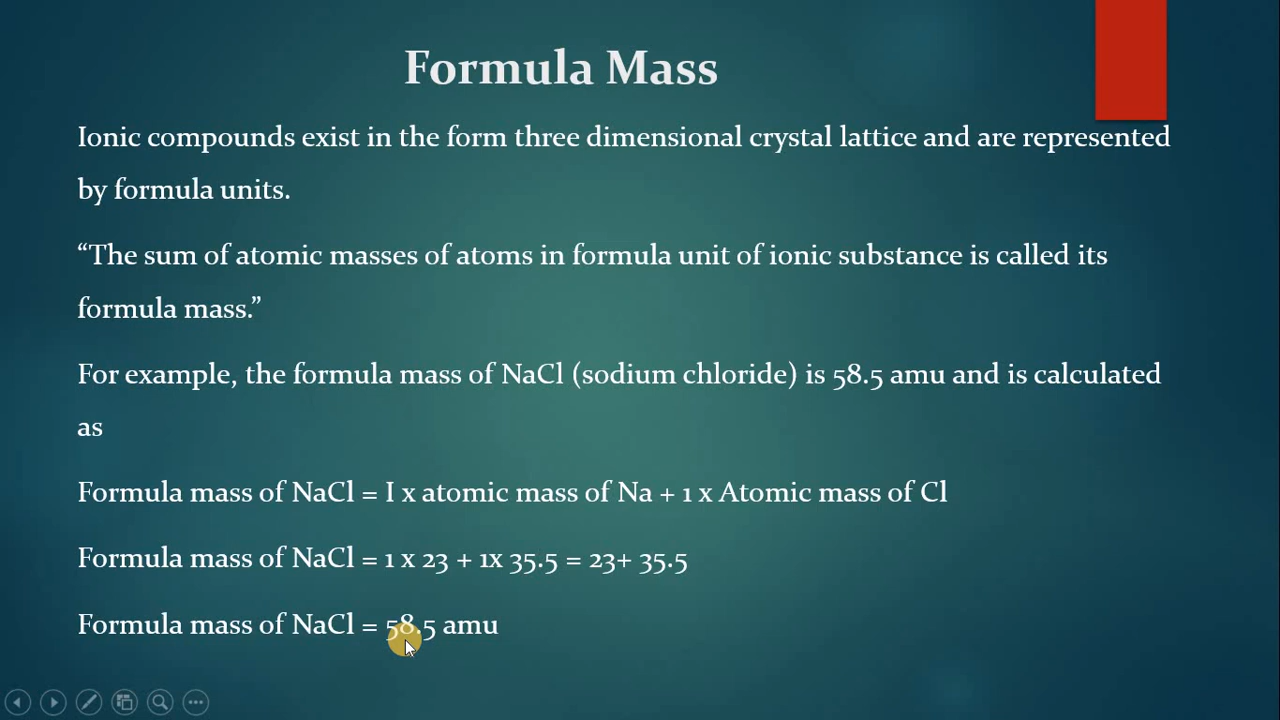 Formula Mass
Ionic compounds exist in the form three dimensional crystal lattice and are represented
by formula units.
“The sum of atomic masses of atoms in formula unit of ionic substance is called its
formula mass.”
For example, the formula mass of NaCl (sodium chloride) is 58.5 amu and is calculated
as
Formula mass of NaCl = I x atomic mass of Na + 1 x Atomic mass of Cl
Formula mass of NaCl = 1 x 23 + 1x 35.5 = 23+ 35.5
Formula mass of NaCl = 58.5 amu